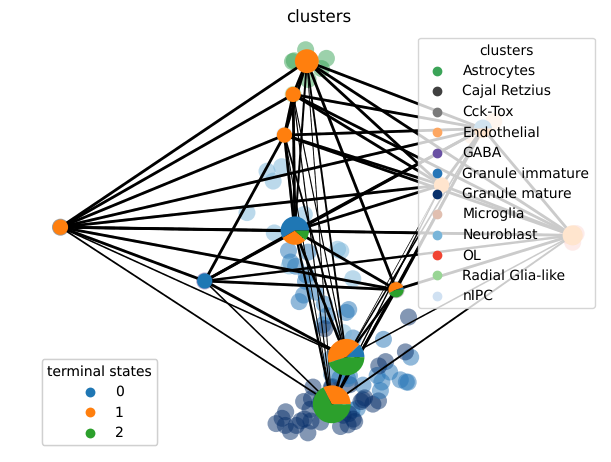 clusters
clusters
Astrocytes
Cajal Retzius
Cck-Tox
Endothelial
GABA
Granule immature
Granule mature
Microglia
Neuroblast
OL
Radial Glia-like
nIPC
terminal states
0
1
2